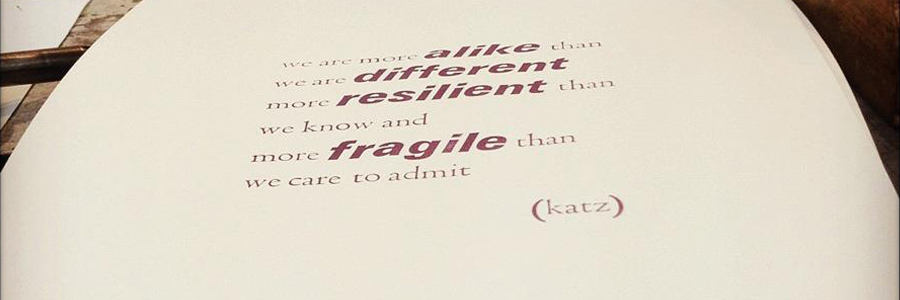 we are more alike than
we are different
more resilient than
we know and
more fragile than
we care to admit
(katz)